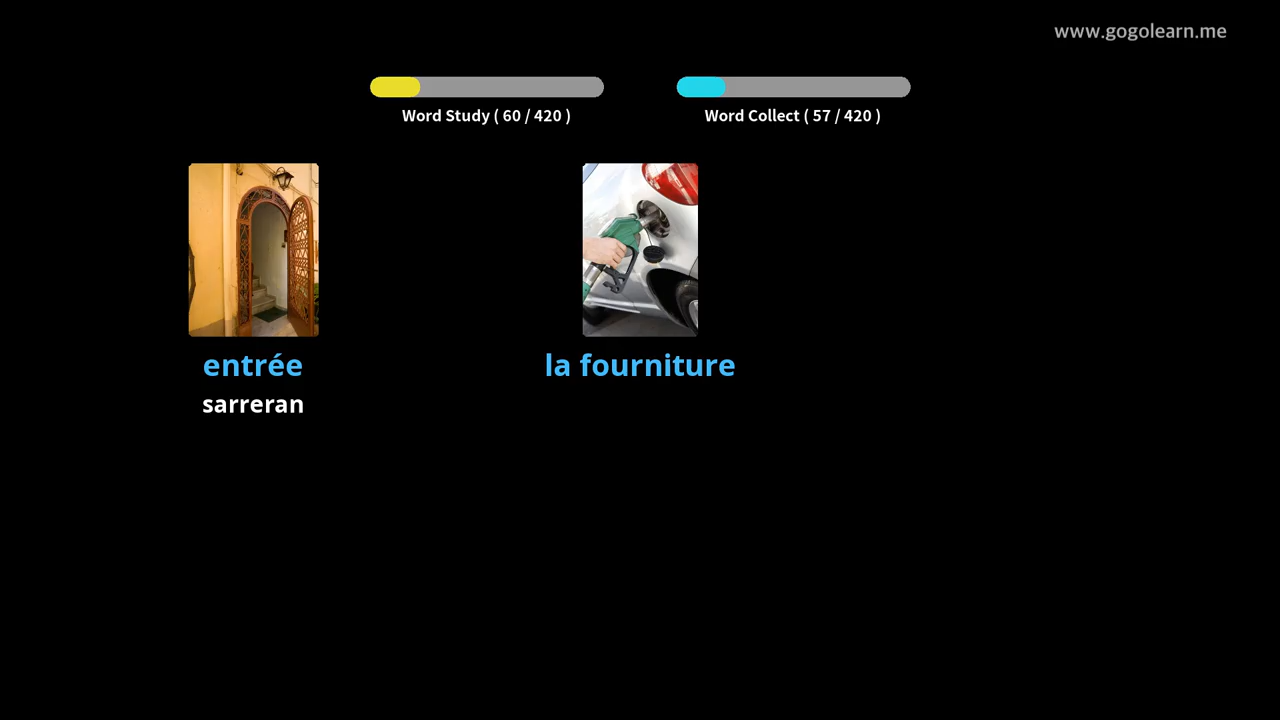 www.gogolearn.me
Word Study ( 60 / 420 )
Word Collect ( 57 / 420 )
entrée
sarreran
la fourniture